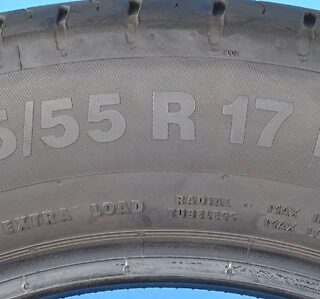 5/55 R 17
EXTRA LOAD
RADIAL
TUBELESS
MAX
MAX